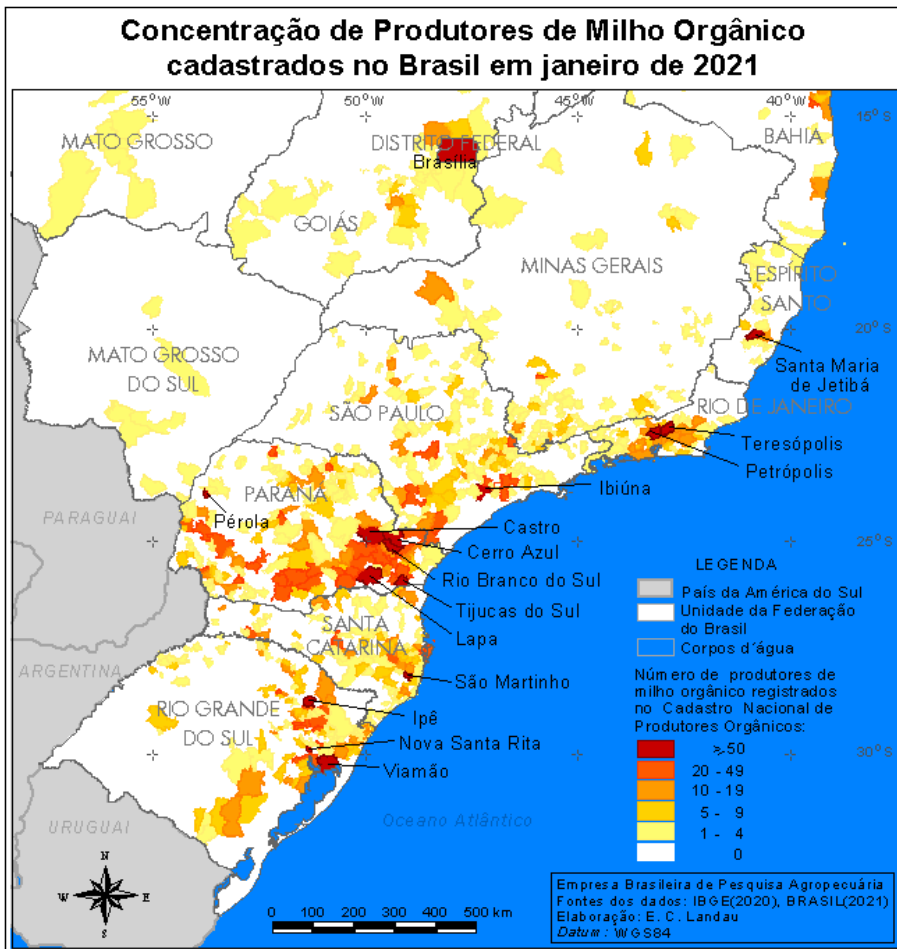 Concentração de Produtores de Milho Orgânico
cadastrados no Brasil em janeiro de 2021
55°W
50°W
45°W
40°W
15°S
MATO GROSSO
DISTRITO FEDERAL
Brasília
BAHIA
GOIÁS
MINAS GERAIS
ESPÍRITO
SANTO
20°S
MATO GROSSO
DO SUL
Santa Maria
de Jetibá
SÃO PAULO
RIO DE JANEIRO
Teresópolis
Petrópolis
Ibiúna
PARANÁ
Pérola
PARAGUAI
Castro
Cerro Azul
25°S
Rio Branco do Sul
Tijucas do Sul
Lapa
SANTA
CATARINA
ARGENTINA
São Martinho
RIO GRANDE
DO SUL
Ipê
Nova Santa Rita
Viamão
30°S
URUGUAI
Oceano Atlântico
LEGENDA
País da América do Sul
Unidade da Federação
do Brasil
Corpos d´água
Número de produtores de
milho orgânico registrados
no Cadastro Nacional de
Produtores Orgânicos:
≥50
20 - 49
10 - 19
5 - 9
1 - 4
0
N
W E
S
0 100 200 300 400 500 km
Empresa Brasileira de Pesquisa Agropecuária
Fontes dos dados: IBGE(2020), BRASIL(2021)
Elaboração: E. C. Landau
Datum : WGS84